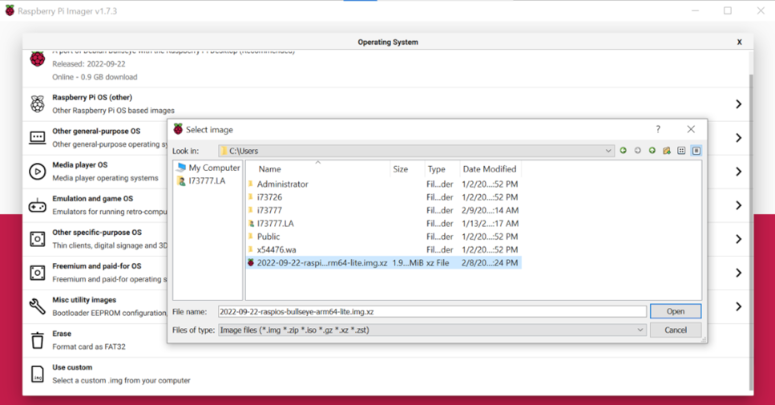 Raspberry Pi Imager v1.7.3
Operating System
X
A port of Debian Bullseye with the Raspberry Pi Desktop (Recommended)
Released: 2022-09-22
Online - 0.9 GB download
Raspberry Pi OS (other)
Other Raspberry Pi OS based images
Other general-purpose OS
Other general-purpose operating sy
Media player OS
Media player operating systems
Emulation and game OS
Emulators for running retro-compu
Other specific-purpose OS
Thin clients, digital signage and 3D
Freemium and paid-for OS
Freemium and paid-for operating s
Misc utility images
Bootloader EEPROM configuration,
Erase
Format card as FAT32
Use custom
Select a custom .img from your computer
Select image
?
Look in:
C:\Users
My Computer
I73777.LA
Name Size Type Date Modified
Administrator Fil...der 1/2/20...:52 PM
i73726 Fil...der 1/2/20...:52 PM
i73777 Fil...der 2/9/20...:14 AM
I73777.LA Fil...der 1/13/2...:17 AM
Public Fil...der 1/2/20...:52 PM
x54476.wa Fil...der 1/2/20...:52 PM
2022-09-22-raspi...rm64-lite.img.xz 1.9...MiB xz File 2/8/20...:24 PM
File name: 2022-09-22-raspios-bullseye-arm64-lite.img.xz Open
Files of type: Image files (*.img *.zip *.iso *.gz *.xz *.zst) Cancel